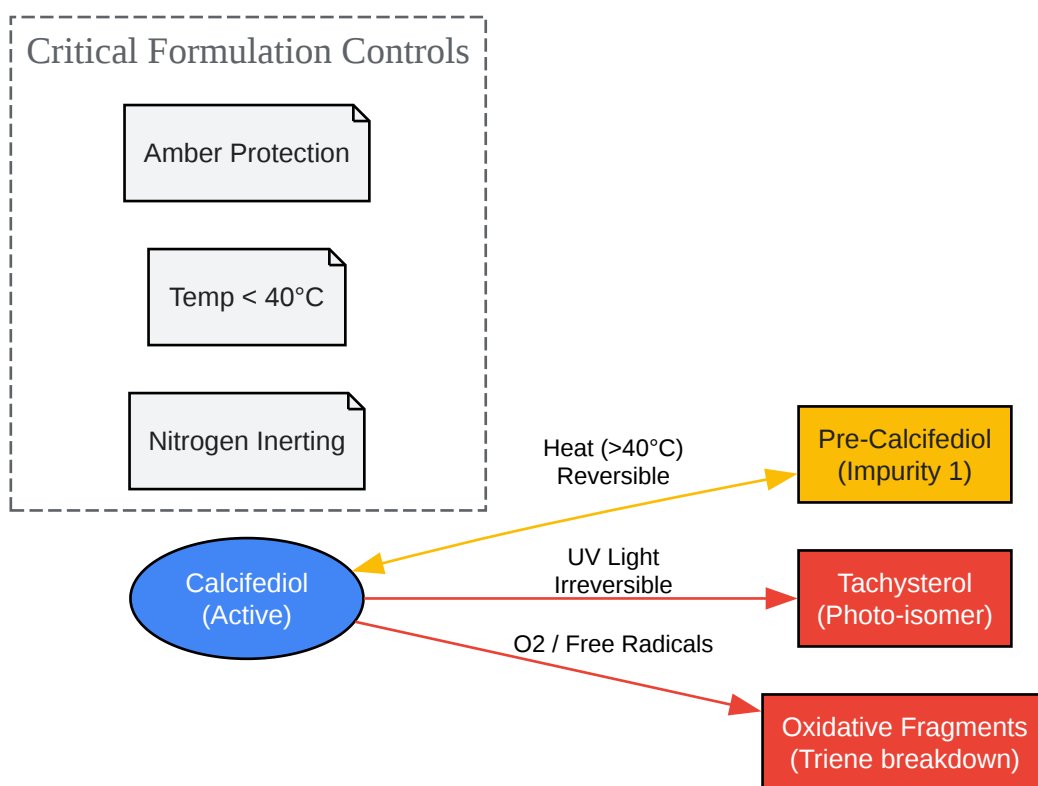 Critical Formulation Controls
Amber Protection
Temp < 40°C
Nitrogen Inerting
Heat (>40°C)
Reversible
Pre-Calcifediol
(Impurity 1)
Calcifediol
(Active)
UV Light
Irreversible
Tachysterol
(Photo-isomer)
O2 / Free Radicals
Oxidative Fragments
(Triene breakdown)